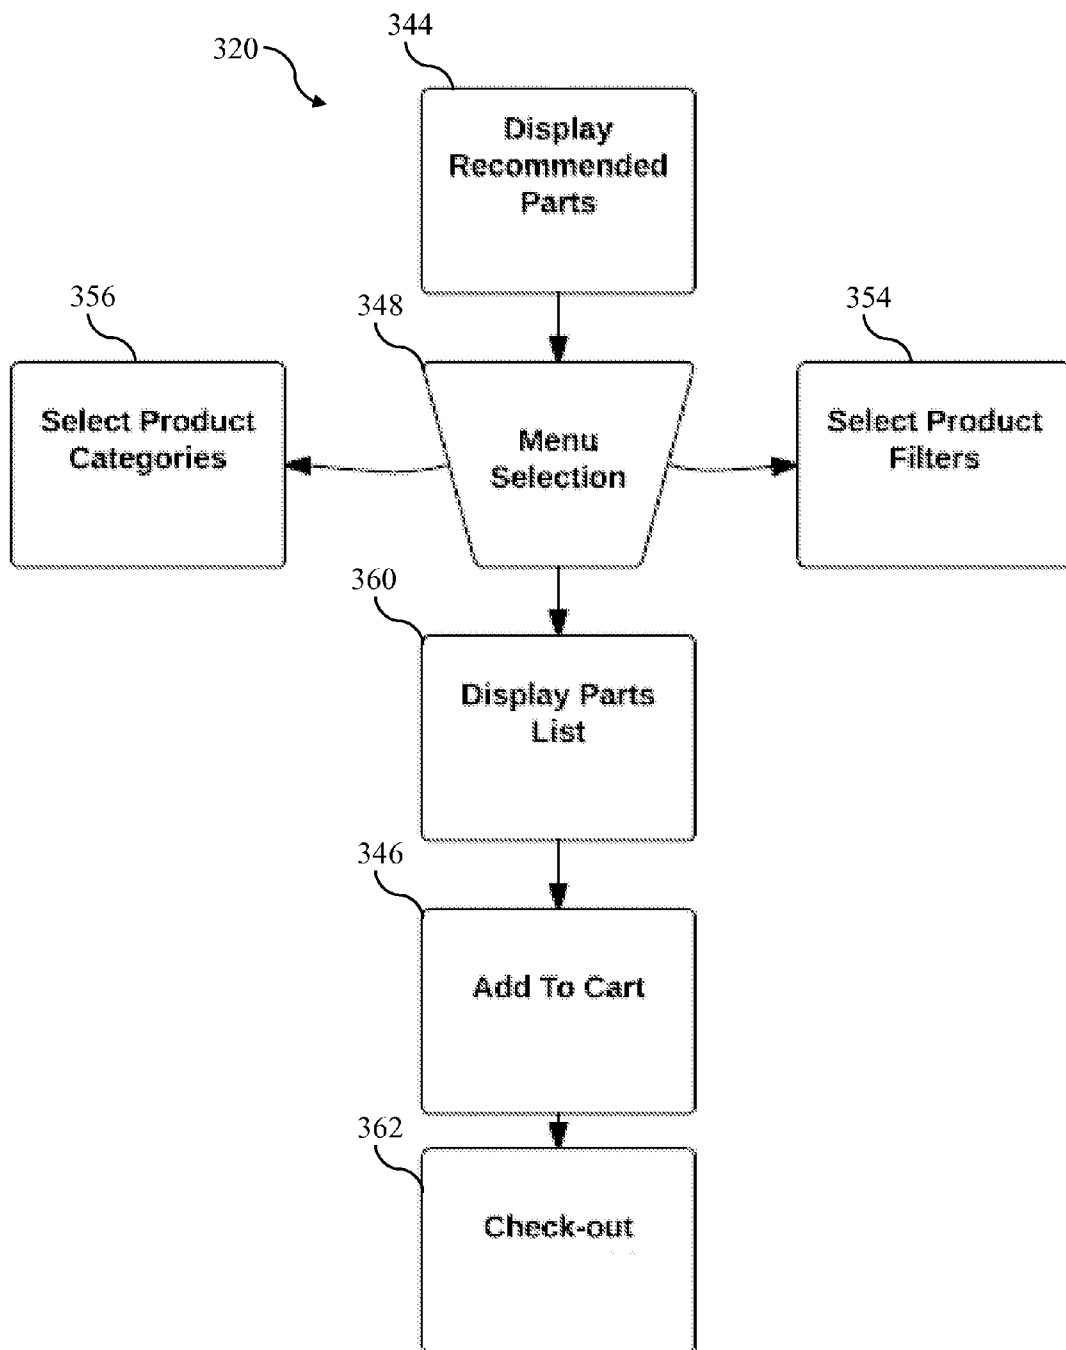 344
320
Display
Recommended
Parts
356
348
354
Select Product
Categories
Menu
Selection
Select Product
Filters
360
Display Parts
List
346
Add To Cart
362
Check-out